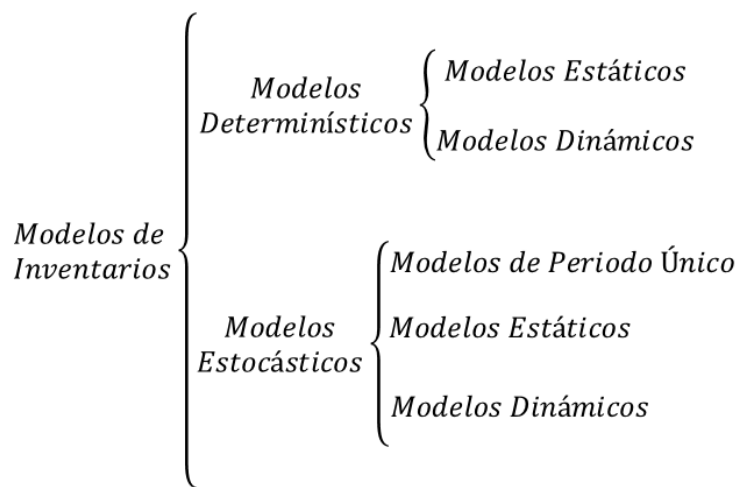 Modelos de
Inventarios
Modelos
Determinísticos
Modelos Estáticos
Modelos Dinámicos
Modelos
Estocásticos
Modelos de Periodo Único
Modelos Estáticos
Modelos Dinámicos